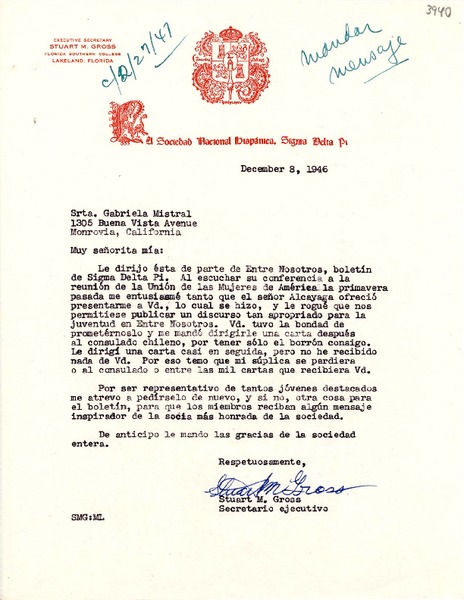 3940
EXECUTIVE SECRETARY
STUART M. GROSS
FLORIDA SOUTHERN COLLEGE
LAKELAND, FLORIDA
c/2/27/47
mandar
mensaje
La Sociedad Nacional Hispánica, Sigma Delta Pi
December 8, 1946
Srta. Gabriela Mistral
1305 Buena Vista Avenue
Monrovia, California
Muy señorita mía:
Le dirijo ésta de parte de Entre Nosotros, boletín
de Sigma Delta Pi. Al escuchar su conferencia a la
reunión de la Unión de Las Mujeres de América la primavera
pasada me entusiasmé tanto que el señor Alcayaga ofreció
presentarme a Vd., lo cual se hizo, y le rogué que nos
permitiese publicar un discurso tan apropiado para la
juventud en Entre Nosotros. Vd. tuvo la bondad de
prometérnoslo y me mandó dirigirle una carta después
al consulado chileno, por tener sólo el borrón consigo.
Le dirigí una carta casi en seguida, pero no he recibido
nada de Vd. Por eso temo que mi súplica se perdiera
o al consulado o entre las mil cartas que recibiera Vd.
Por ser representativo de tantos jóvenes destacados
me atrevo a pedírselo de nuevo, y si no, otra cosa para
el boletín, para que los miembros reciban algún mensaje
inspirador de la socia más honrada de la sociedad.
De anticipo le mando las gracias de la sociedad
entera.
Respetuosamente,
Stuart M Gross
Stuart M. Gross
Secretario ejecutivo
SMG:ML